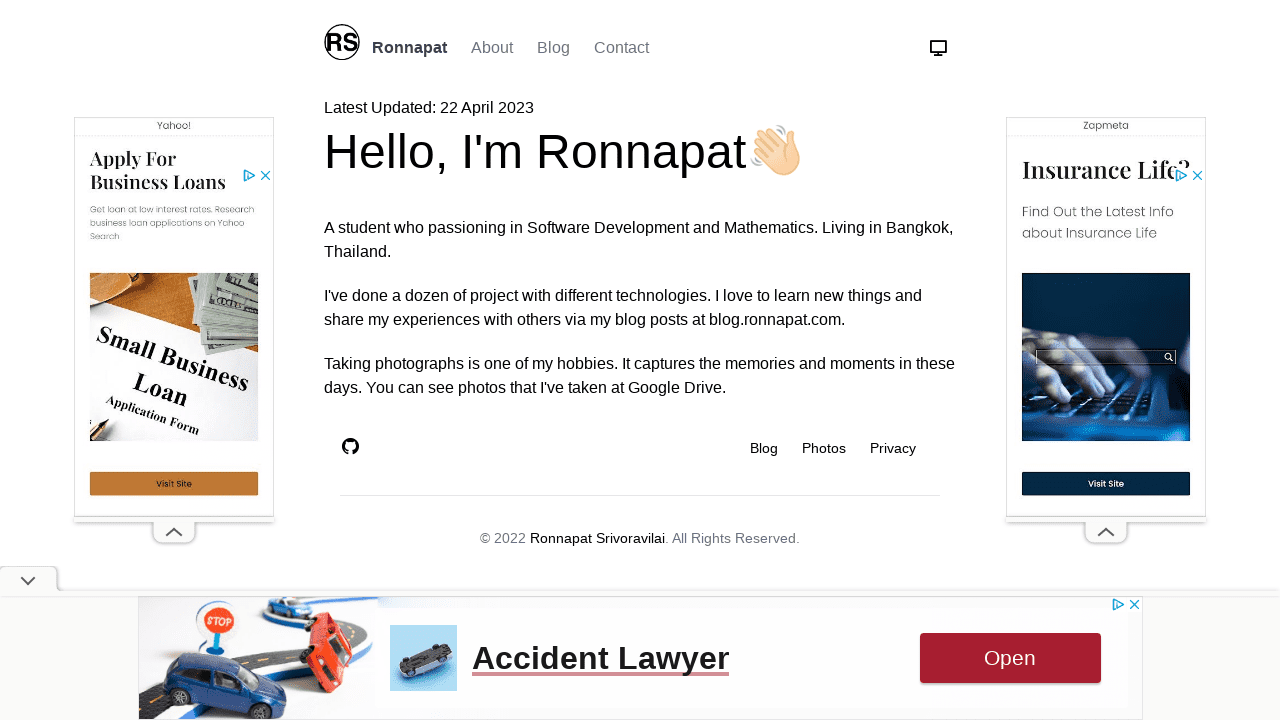 RS Ronnapat About Blog Contact
Latest Updated: 22 April 2023
Hello, I'm Ronnapat👋🏻
A student who passioning in Software Development and Mathematics. Living in Bangkok,
Thailand.
I've done a dozen of project with different technologies. I love to learn new things and
share my experiences with others via my blog posts at blog.ronnapat.com.
Taking photographs is one of my hobbies. It captures the memories and moments in these
days. You can see photos that I've taken at Google Drive.
Blog Photos Privacy
© 2022 Ronnapat Srivoravilai. All Rights Reserved.
Yahoo!
Apply For
Business Loans
Get loan at low interest rates. Research
business loan applications on Yahoo
Search
Small Business
Loan
Application Form
Visit Site
Zapmeta
Insurance Life?
Find Out the Latest Info
about Insurance Life
Visit Site
STOP
Accident Lawyer
Open